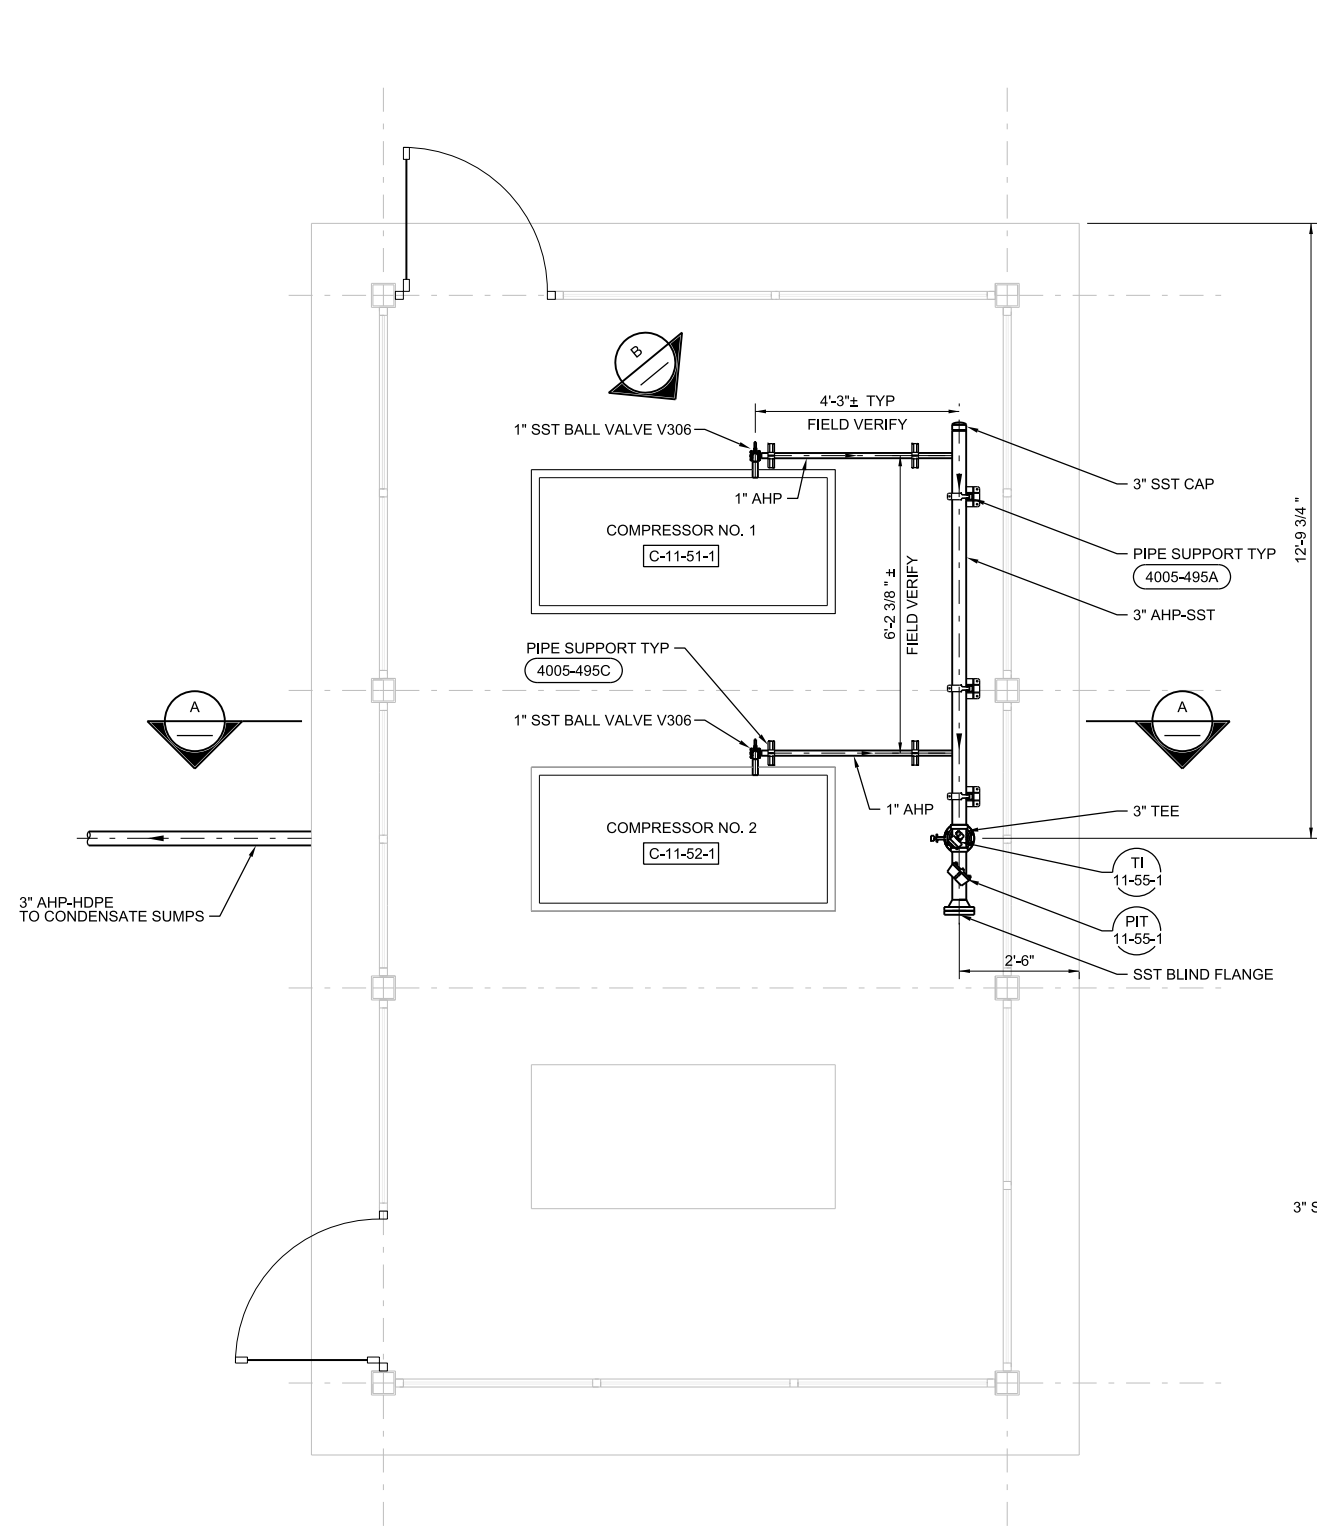 B
4'-3"± TYP
FIELD VERIFY
1" SST BALL VALVE V306
1" AHP
3" SST CAP
COMPRESSOR NO. 1
C-11-51-1
12'-9 3/4 "
PIPE SUPPORT TYP
4005-495A
6'-2 3/8 " ±
FIELD VERIFY
3" AHP-SST
PIPE SUPPORT TYP
4005-495C
A
A
1" SST BALL VALVE V306
1" AHP
3" TEE
COMPRESSOR NO. 2
C-11-52-1
TI
11-55-1
3" AHP-HDPE
TO CONDENSATE SUMPS
PIT
11-55-1
2'-6"
SST BLIND FLANGE
3" S